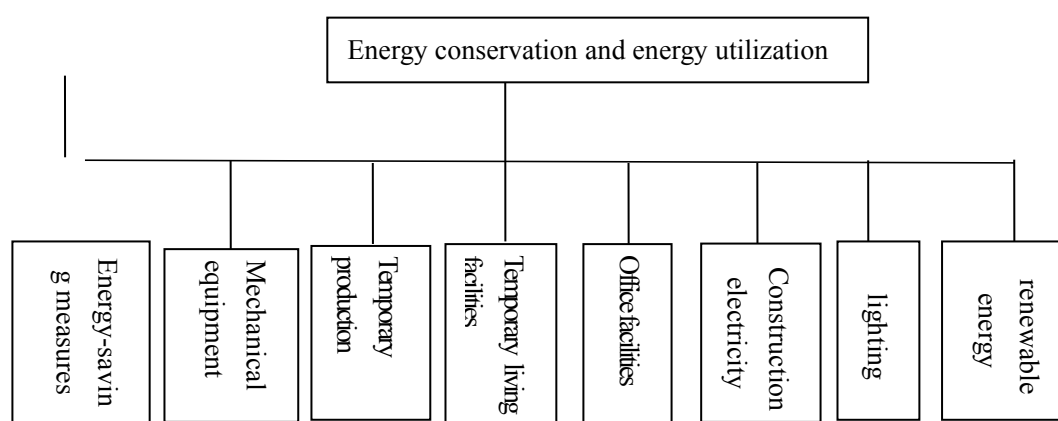 Energy conservation and energy utilization
Energy-savin
g measures
Mechanical
equipment
Temporary
production
Temporary living
facilities
Office facilities
Construction
electricity
lighting
renewable
energy